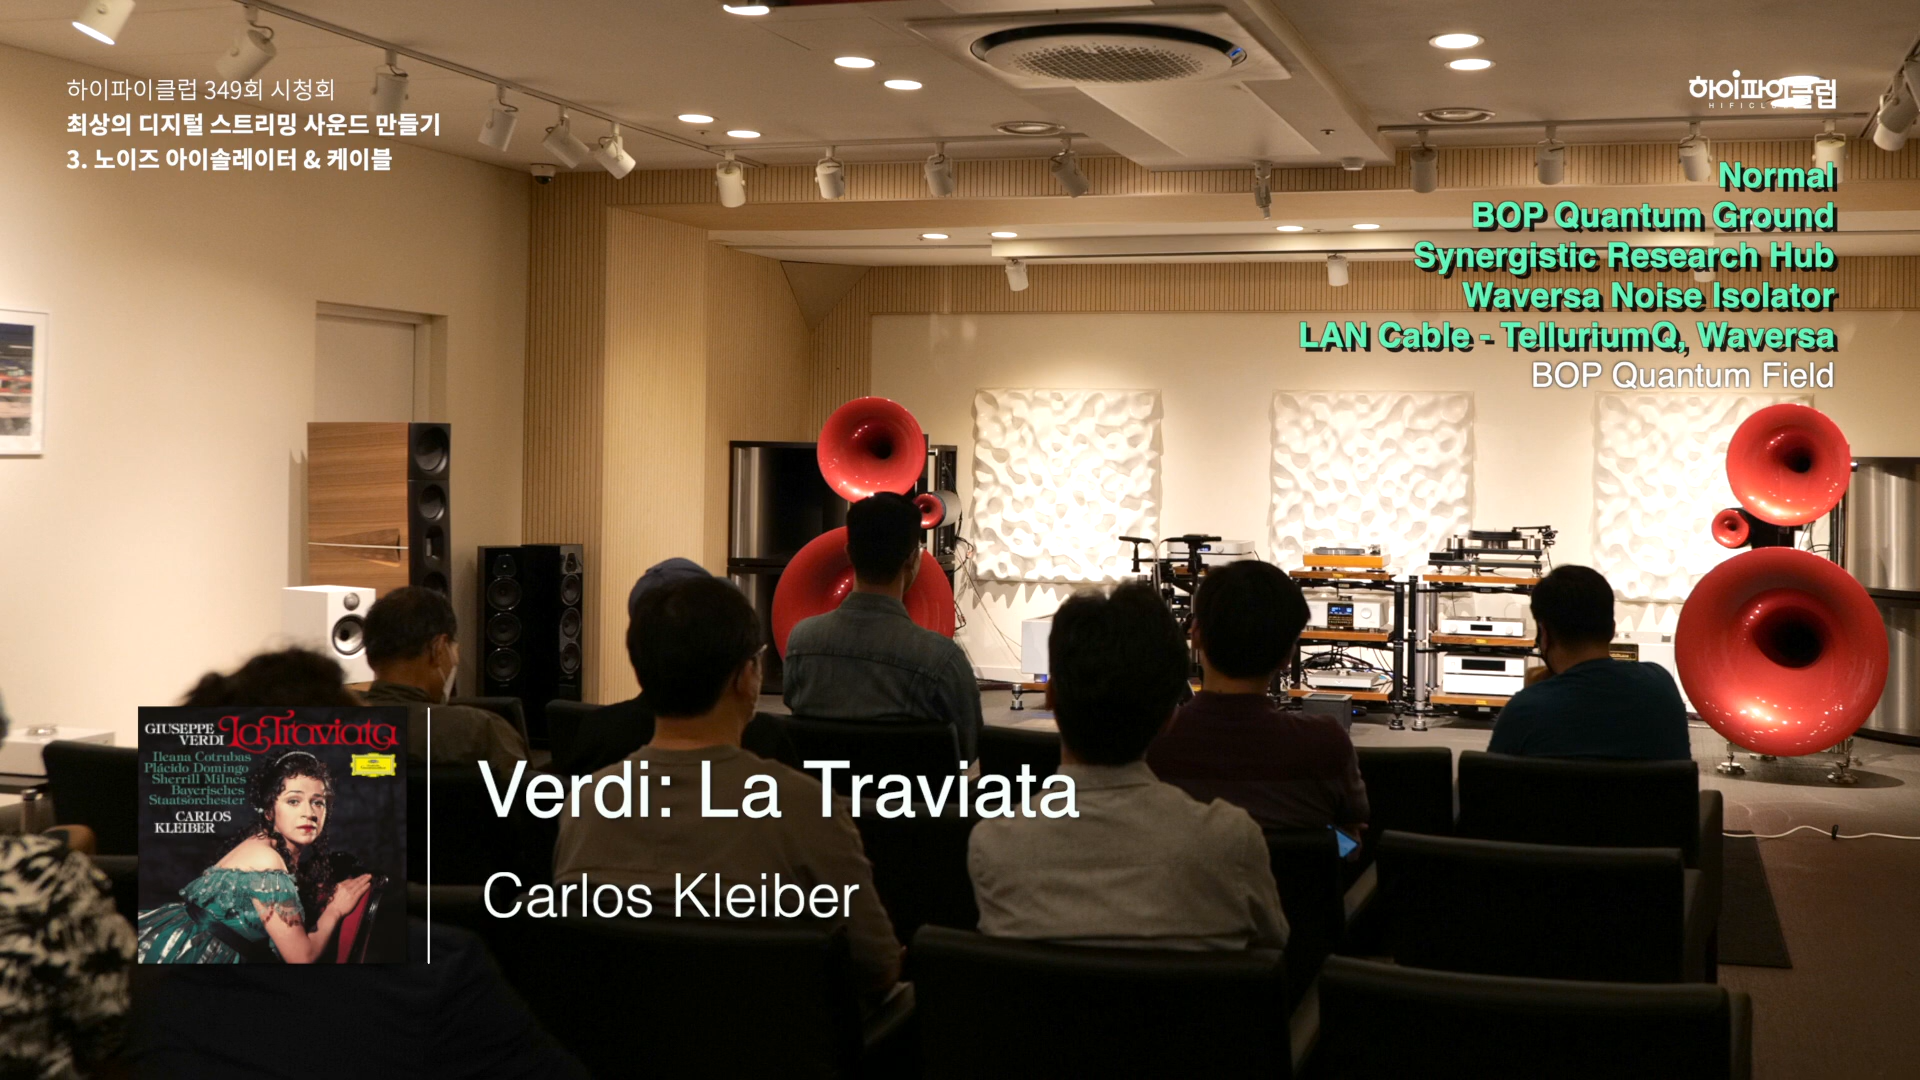 하이파이클럽 349회 시청회
최상의 디지털 스트리밍 사운드 만들기
3. 노이즈 아이솔레이터 & 케이블
하이파이클럽
HIFICLUB
Normal
BOP Quantum Ground
Synergistic Research Hub
Waversa Noise Isolator
LAN Cable - TelluriumQ, Waversa
BOP Quantum Field
GIUSEPPE
VERDI
La Traviata
Ileana Cotrubas
Plácido Domingo
Sherrill Milnes
Bayerisches
Staatsorchester
CARLOS
KLEIBER
Verdi: La Traviata
Carlos Kleiber